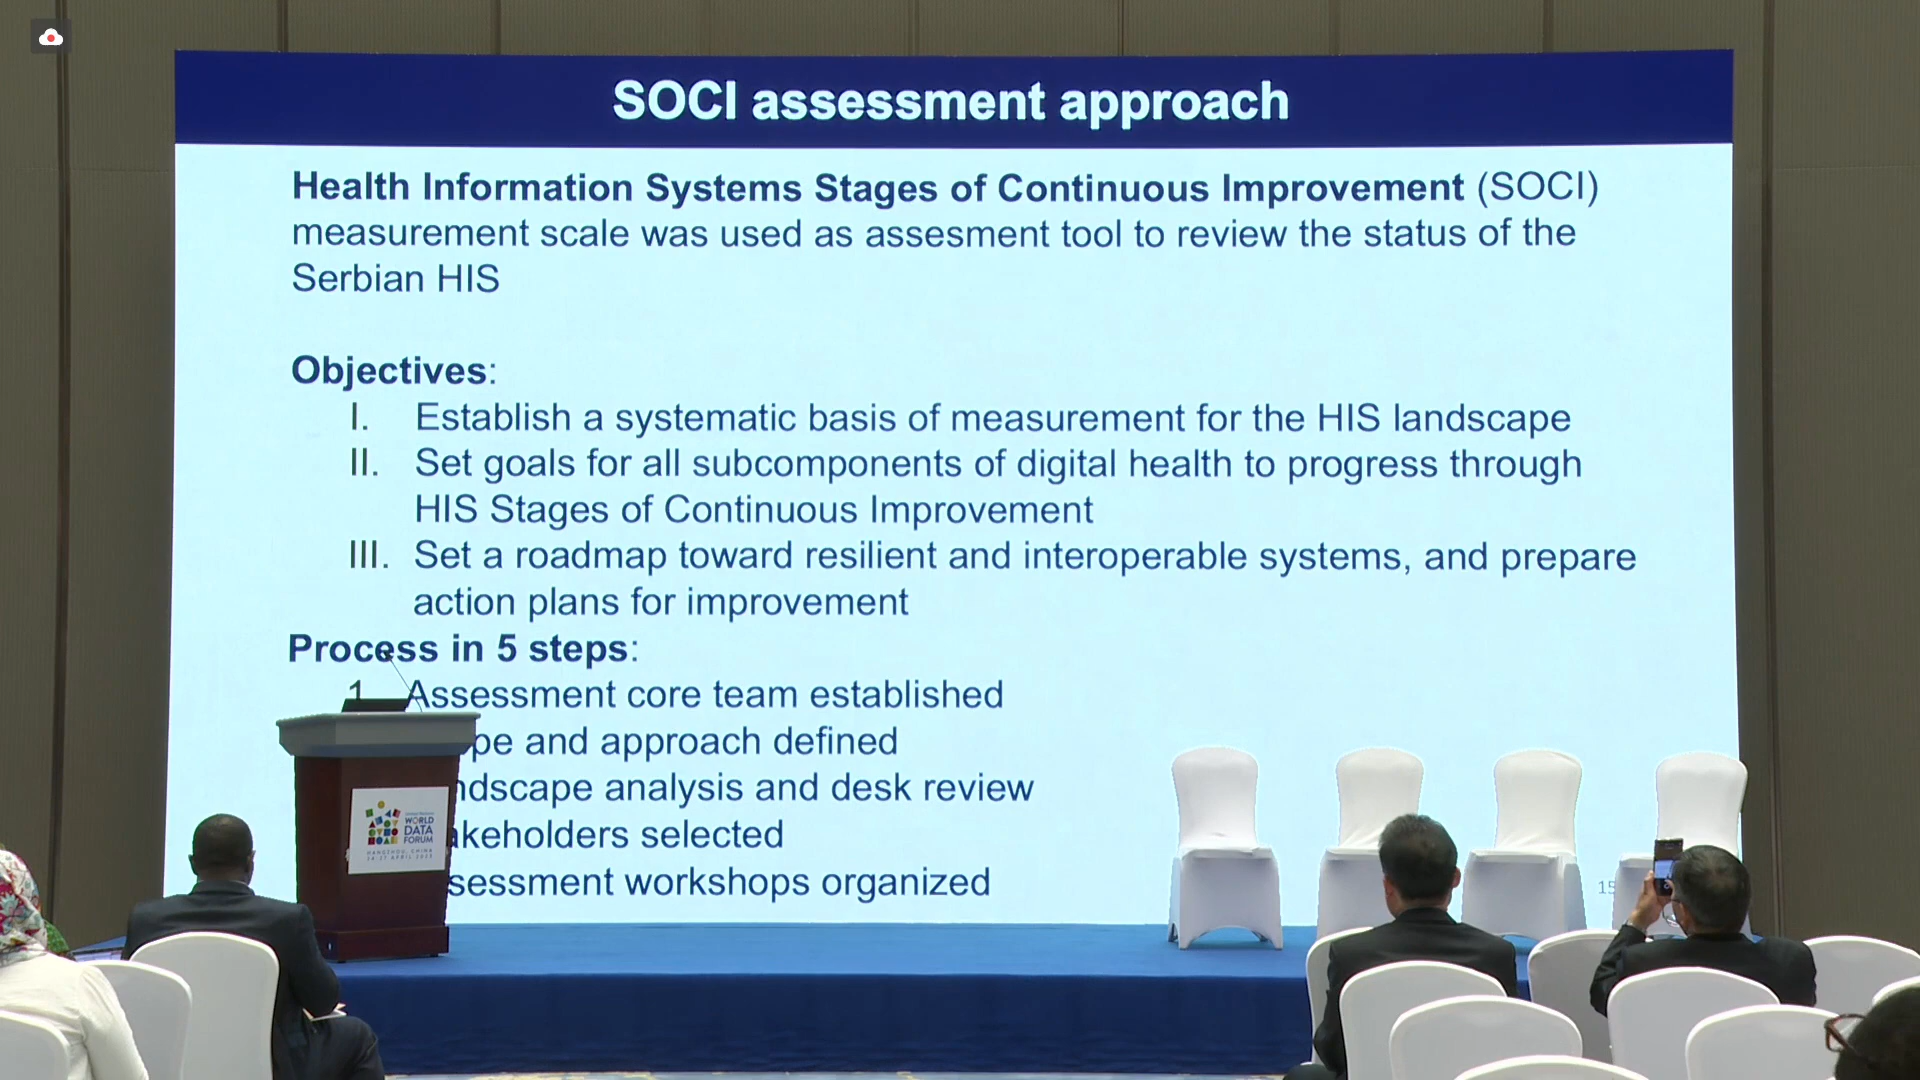 SOCI assessment approach
Health Information Systems Stages of Continuous Improvement (SOCI)
measurement scale was used as assesment tool to review the status of the
Serbian HIS
Objectives:
I. Establish a systematic basis of measurement for the HIS landscape
II. Set goals for all subcomponents of digital health to progress through
HIS Stages of Continuous Improvement
III. Set a roadmap toward resilient and interoperable systems, and prepare
action plans for improvement
Process in 5 steps:
1 Assessment core team established
pe and approach defined
ndscape analysis and desk review
akeholders selected
sessment workshops organized
15
WORLD
DATA
FORUM
HANGZHOU, CHINA